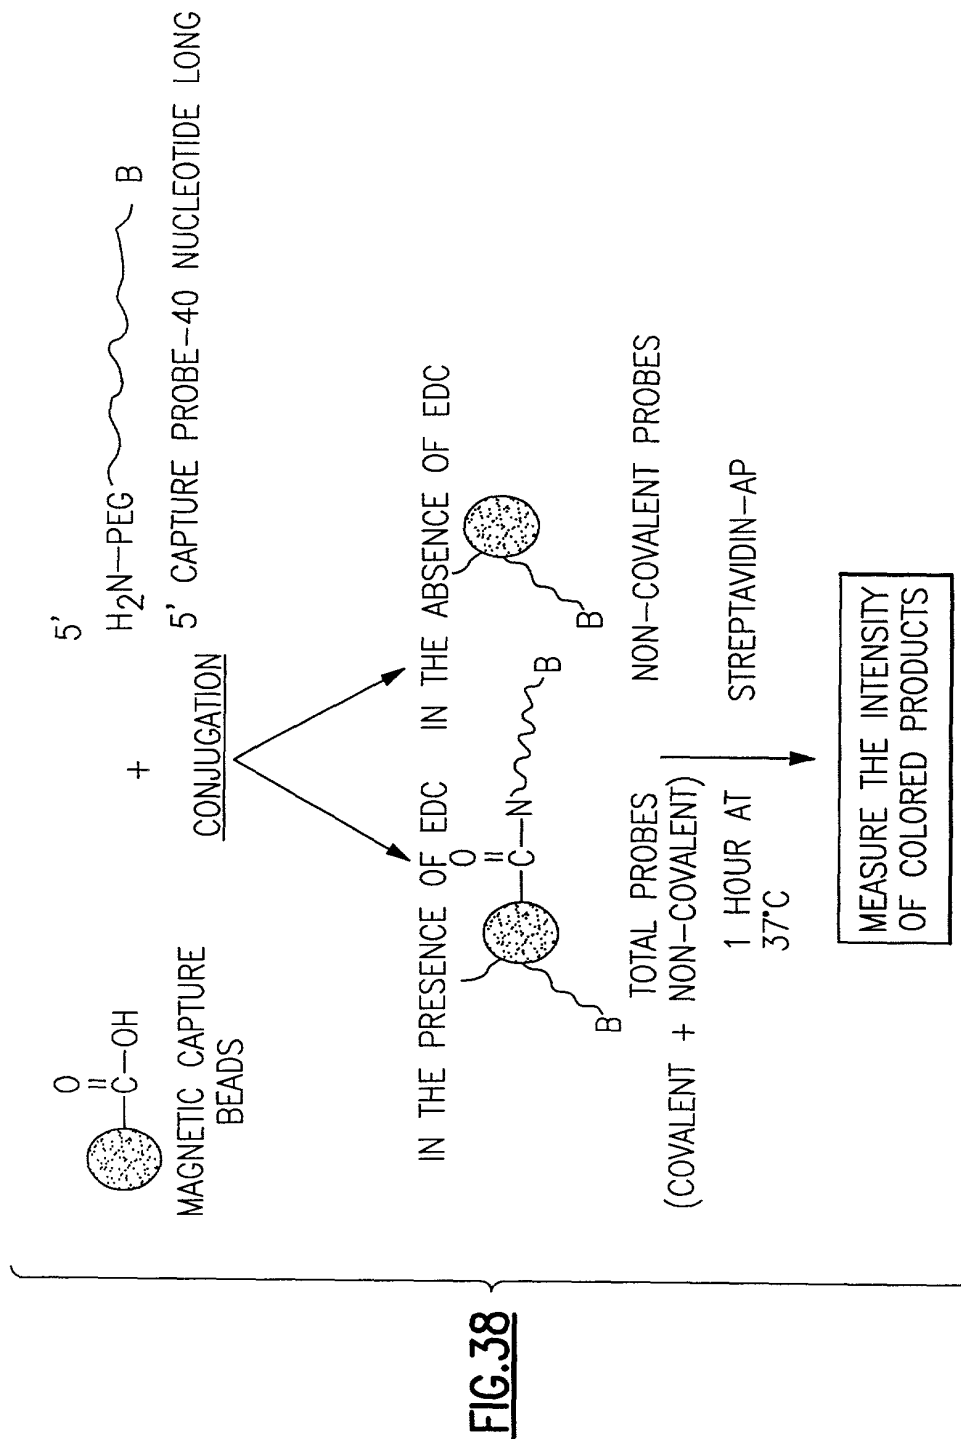 O
=
C-OH
MAGNETIC CAPTURE
BEADS
+
5'
H2N-PEG B
5' CAPTURE PROBE-40 NUCLEOTIDE LONG
CONJUGATION
IN THE PRESENCE OF EDC
IN THE ABSENCE OF EDC
O
=
C-N B
B
B
TOTAL PROBES
(COVALENT + NON-COVALENT)
NON-COVALENT PROBES
1 HOUR AT
37°C
STREPTAVIDIN-AP
MEASURE THE INTENSITY
OF COLORED PRODUCTS
FIG.38